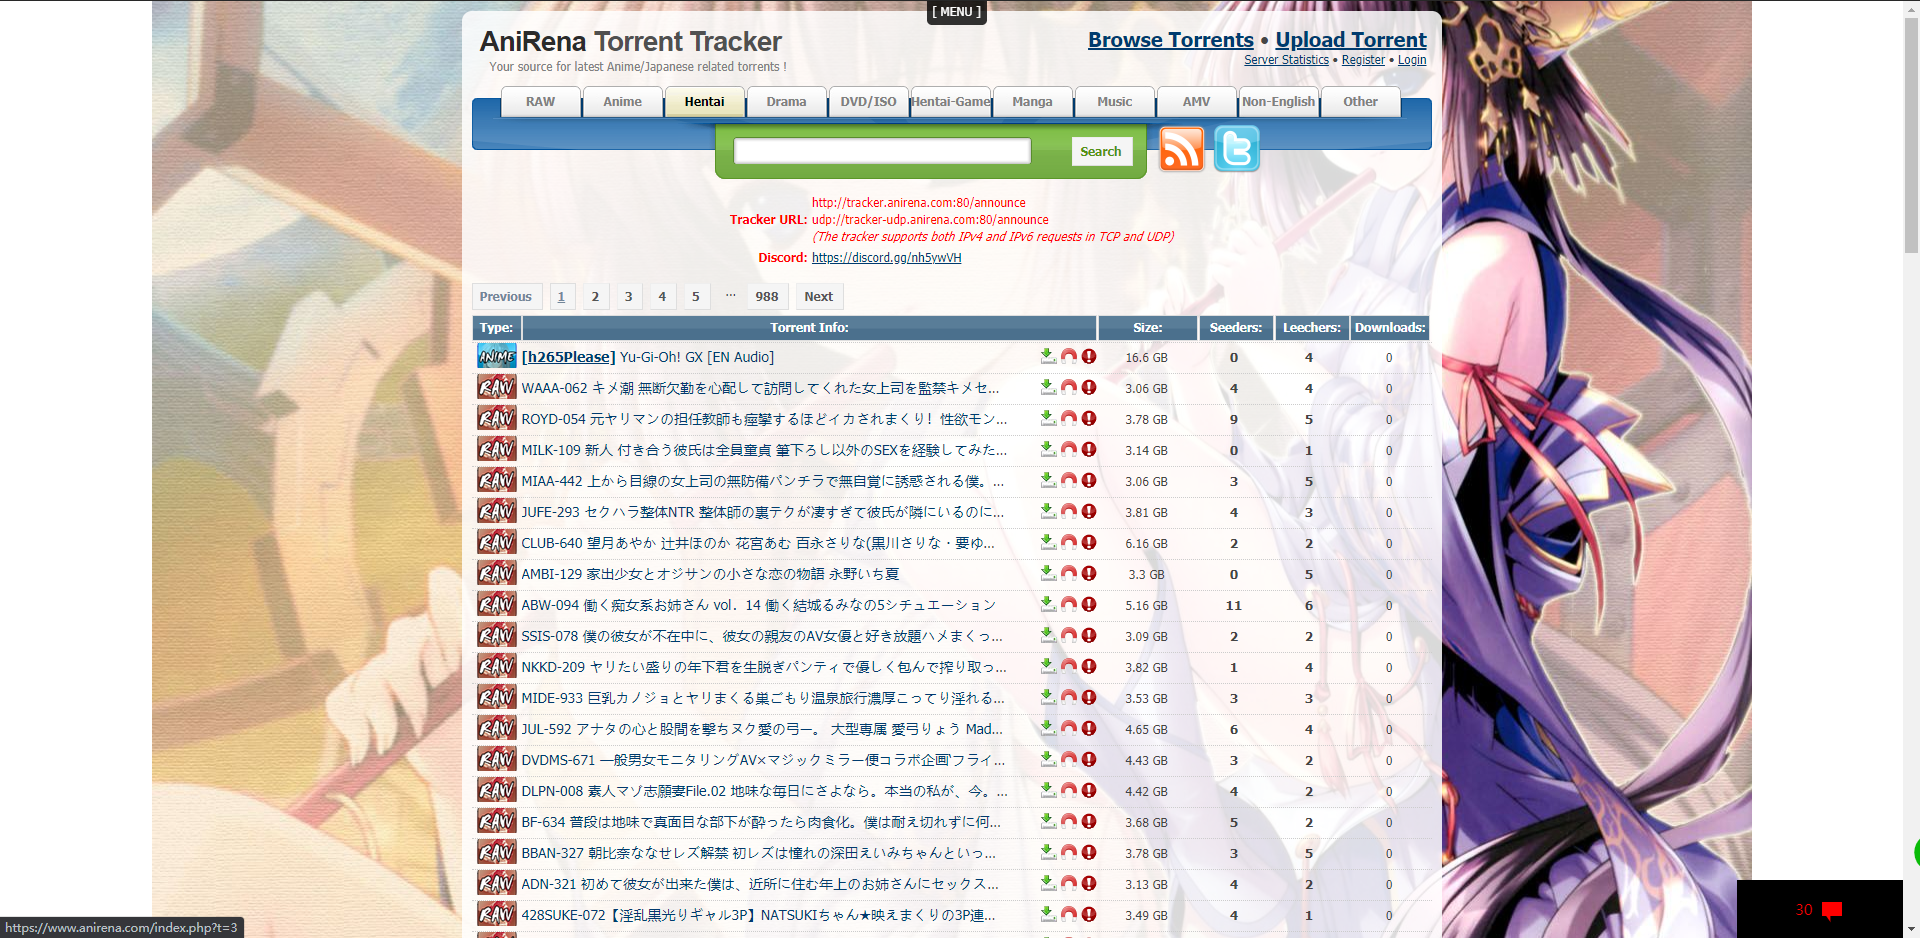 [ MENU ]
AniRena Torrent Tracker
Your source for latest Anime/Japanese related torrents !
Browse Torrents • Upload Torrent
Server Statistics • Register • Login
RAW Anime Hentai Drama DVD/ISO Hentai-Game Manga Music AMV Non-English Other
Search
Tracker URL:
http://tracker.anirena.com:80/announce
udp://tracker-udp.anirena.com:80/announce
(The tracker supports both IPv4 and IPv6 requests in TCP and UDP)
Discord: https://discord.gg/nh5ywVH
Previous 1 2 3 4 5 ... 988 Next
Type: Torrent Info: Size: Seeders: Leechers: Downloads:
ANIME [h265Please] Yu-Gi-Oh! GX [EN Audio] 16.6 GB 0 4 0
RAW WAAA-062 キメ潮 無断欠勤を心配して訪問してくれた女上司を監禁キメセ... 3.06 GB 4 4 0
RAW ROYD-054 元ヤリマンの担任教師も痙攣するほどイカされまくり! 性欲モン... 3.78 GB 9 5 0
RAW MILK-109 新人 付き合う彼氏は全員童貞 筆下ろし以外のSEXを経験してみた... 3.14 GB 0 1 0
RAW MIAA-442 上から目線の女上司の無防備パンチラで無自覚に誘惑される僕。... 3.06 GB 3 5 0
RAW JUFE-293 セクハラ整体NTR 整体師の裏テクが凄すぎて彼氏が隣にいるのに... 3.81 GB 4 3 0
RAW CLUB-640 望月あやか 辻井ほのか 花宮あむ 百永さりな(黒川さりな・要ゆ... 6.16 GB 2 2 0
RAW AMBI-129 家出少女とオジサンの小さな恋の物語 永野いち夏 3.3 GB 0 5 0
RAW ABW-094 働く痴女系お姉さん vol. 14 働く結城るみなの5シチュエーション 5.16 GB 11 6 0
RAW SSIS-078 僕の彼女が不在中に、彼女の親友のAV女優と好き放題ハメまくっ... 3.09 GB 2 2 0
RAW NKKD-209 ヤリたい盛りの年下君を生脱ぎパンティで優しく包んで搾り取っ... 3.82 GB 1 4 0
RAW MIDE-933 巨乳カノジョとヤリまくる巣ごもり温泉旅行濃厚こってり淫れる... 3.53 GB 3 3 0
RAW JUL-592 アナタの心と股間を撃ちヌク愛の弓ー。 大型専属 愛弓りょう Mad... 4.65 GB 6 4 0
RAW DVDMS-671 一般男女モニタリングAV×マジックミラー便コラボ企画`フライ... 4.43 GB 3 2 0
RAW DLPN-008 素人マゾ志願妻File.02 地味な毎日にさよなら。本当の私が、今。... 4.42 GB 4 2 0
RAW BF-634 普段は地味で真面目な部下が酔ったら肉食化。僕は耐え切れずに何... 3.68 GB 5 2 0
RAW BBAN-327 朝比奈ななせレズ解禁 初レズは憧れの深田えいみちゃんといっ... 3.78 GB 3 5 0
RAW ADN-321 初めて彼女が出来た僕は、近所に住む年上のお姉さんにセックス... 3.13 GB 4 2 0
RAW 428SUKE-072【淫乱黒光りギャル3P】NATSUKIちゃん★映えまくりの3P連... 3.49 GB 4 1 0
https://www.anirena.com/index.php?t=3
30